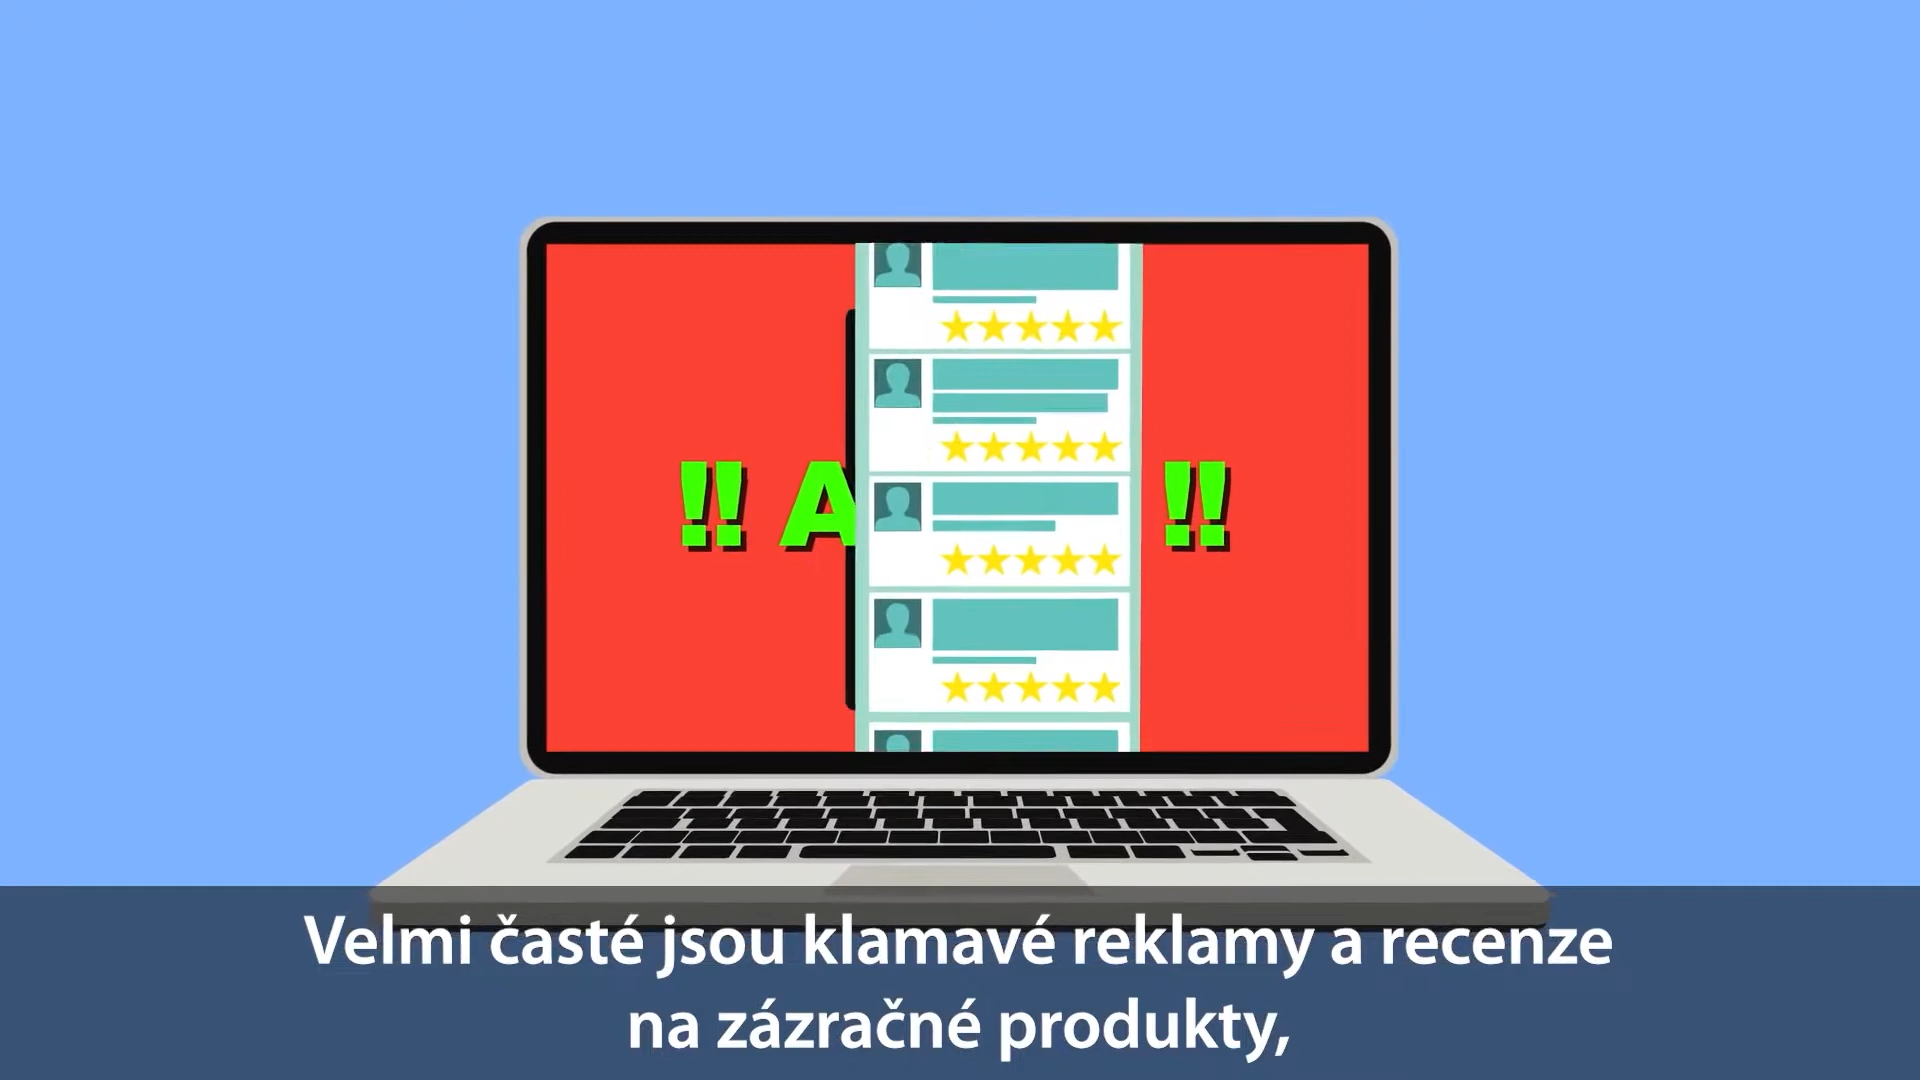 !! A !!
Velmi časté jsou klamavé reklamy a recenze
na zázračné produkty,